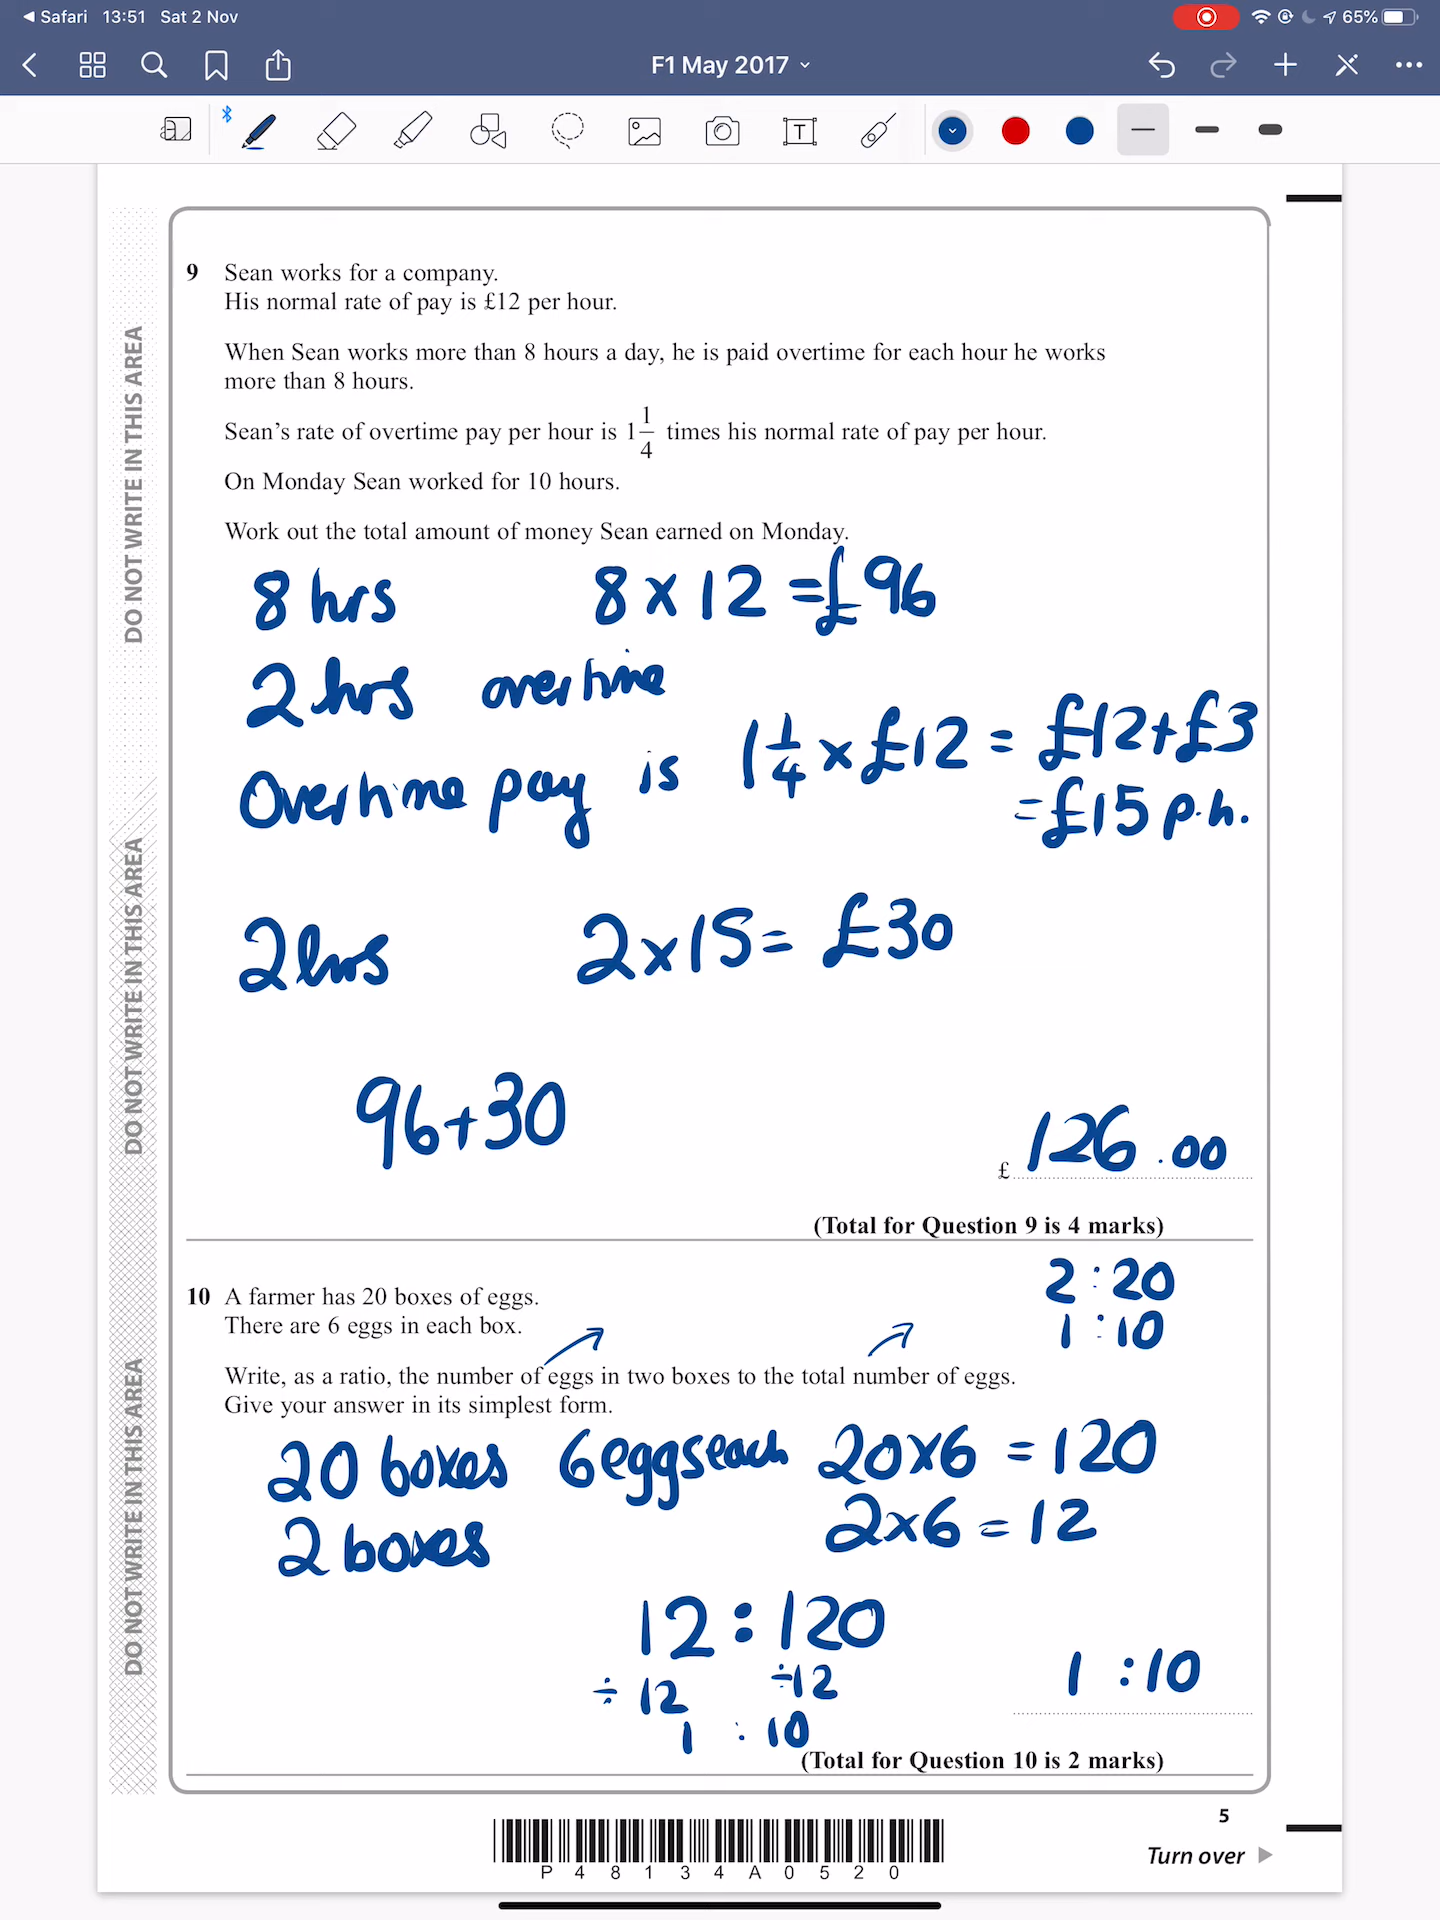 Safari 13:51 Sat 2 Nov 65%
F1 May 2017
T
9 Sean works for a company.
His normal rate of pay is £12 per hour.
When Sean works more than 8 hours a day, he is paid overtime for each hour he works
more than 8 hours.
Sean's rate of overtime pay per hour is 1 1/4 times his normal rate of pay per hour.
On Monday Sean worked for 10 hours.
Work out the total amount of money Sean earned on Monday.
8 hrs 8 × 12 = £96
2 hrs overtime
Overtime pay is 1 1/4 × £12 = £12 + £3
= £15 p.h.
2 hrs 2 × 15 = £30
96 + 30
£ 126.00
(Total for Question 9 is 4 marks)
2 : 20
1 : 10
10 A farmer has 20 boxes of eggs.
There are 6 eggs in each box.
Write, as a ratio, the number of eggs in two boxes to the total number of eggs.
Give your answer in its simplest form.
20 boxes 6 eggs each 20 × 6 = 120
2 boxes 2 × 6 = 12
12 : 120
÷ 12 ÷ 12
1 : 10
1 : 10
(Total for Question 10 is 2 marks)
DO NOT WRITE IN THIS AREA
DO NOT WRITE IN THIS AREA
DO NOT WRITE IN THIS AREA
5
P 4 8 1 3 4 A 0 5 2 0
Turn over